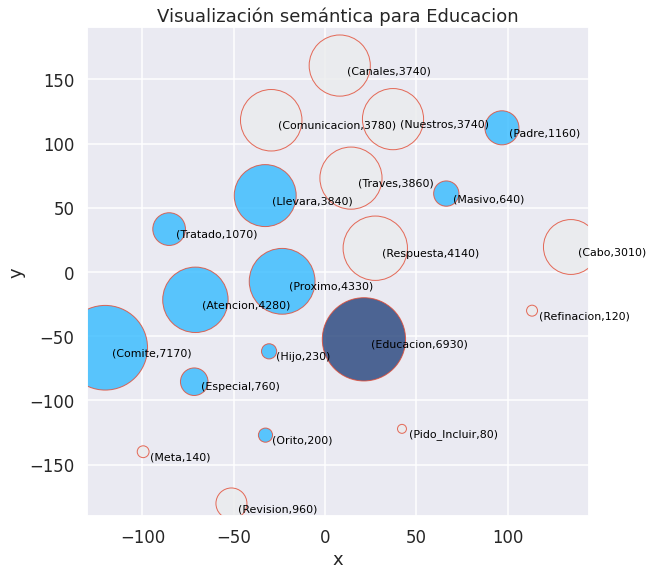 Visualización semántica para Educacion
(Canales,3740)
(Comunicacion,3780)
(Nuestros,3740)
(Padre,1160)
(Traves,3860)
(Masivo,640)
(Llevara,3840)
(Tratado,1070)
(Respuesta,4140)
(Cabo,3010)
(Proximo,4330)
(Atencion,4280)
(Refinacion,120)
(Educacion,6930)
(Comite,7170)
(Hijo,230)
(Especial,760)
(Pido_Incluir,80)
(Orito,200)
(Meta,140)
(Revision,960)
150
100
50
0
−50
−100
−150
y
−100 −50 0 50 100
x